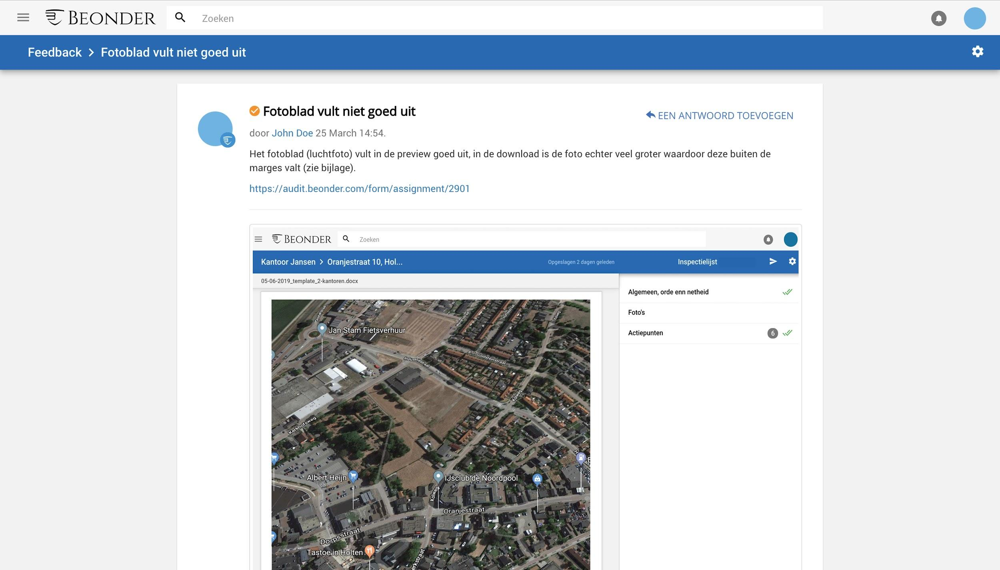 BEONDER
Zoeken
Feedback > Fotoblad vult niet goed uit
Fotoblad vult niet goed uit
EEN ANTWOORD TOEVOEGEN
door John Doe 25 March 14:54.
Het fotoblad (luchtfoto) vult in de preview goed uit, in de download is de foto echter veel groter waardoor deze buiten de
marges valt (zie bijlage).
https://audit.beonder.com/form/assignment/2901
BEONDER
Zoeken
Kantoor Jansen > Oranjestraat 10, Hol...
Opgeslagen 2 dagen geleden
Inspectielijst
05-06-2019_template_2-kantoren.docx
Algemeen, orde enn netheid
Foto's
Actiepunten
6
Jan Stam Fietsverhuur
Industriestraat
A.J. Goldsteinstraat
Kolweg
Kolweg
Kerkhofsweg
Albert Heijn
IJsclub de Noordpool
Kolweg
Oranjestraat
Dorpsstraat
Tastoe in Holten